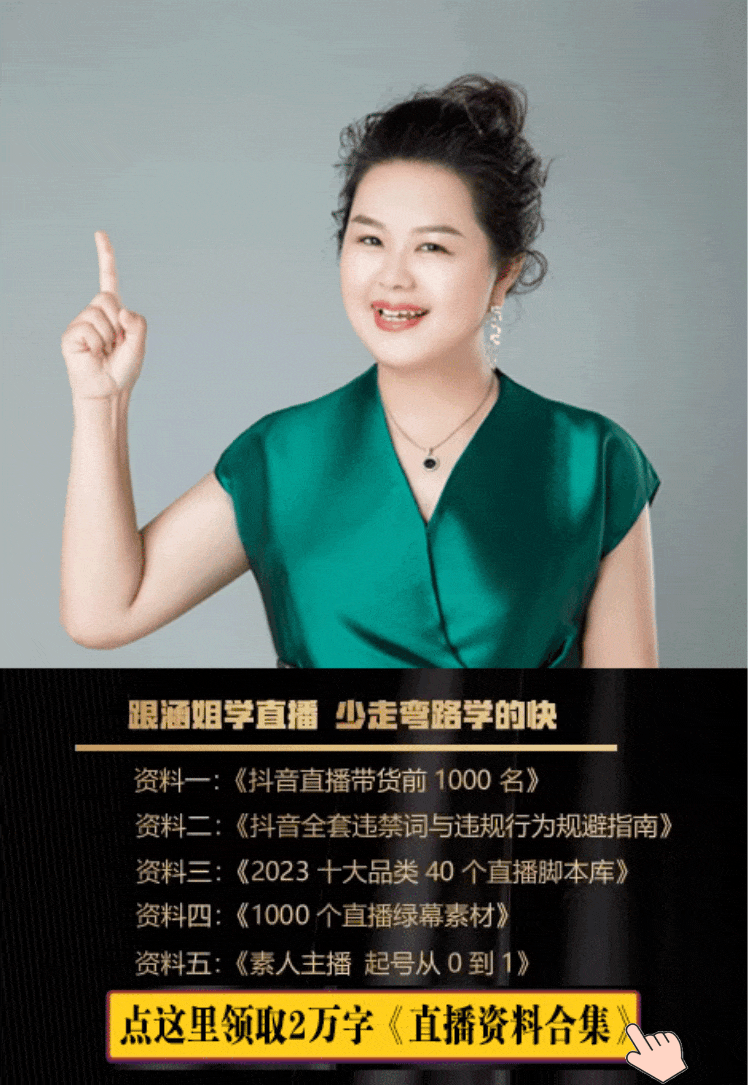 跟涵姐学直播 少走弯路学的快
资料一：《抖音直播带货前 1000 名》
资料二：《抖音全套违禁词与违规行为规避指南》
资料三：《2023 十大品类 40 个直播脚本库》
资料四：《1000 个直播绿幕素材》
资料五：《素人主播 起号从 0 到 1》
点这里领取2万字《直播资料合集》